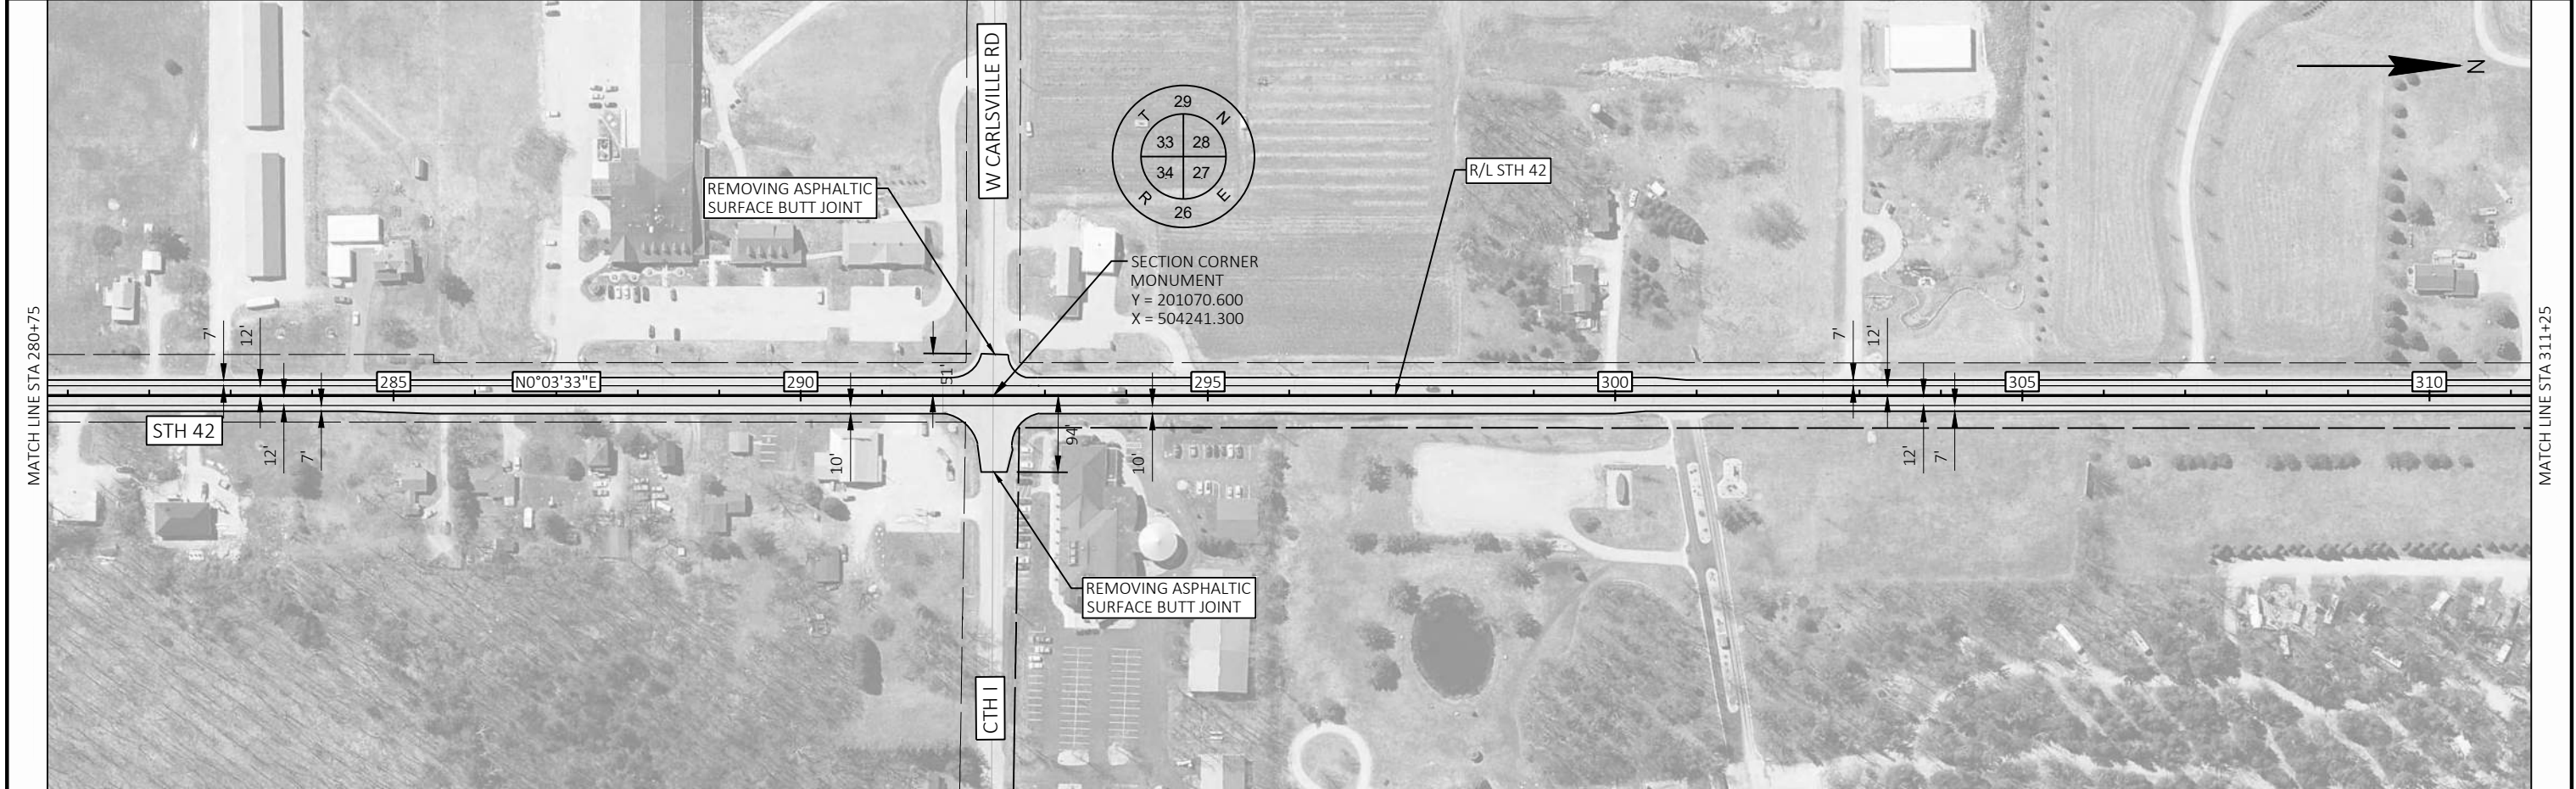 MATCH LINE STA 280+75
W CARLSVILLE RD
N
T 29 N
33 28
34 27
R 26 E
R/L STH 42
REMOVING ASPHALTIC
SURFACE BUTT JOINT
SECTION CORNER
MONUMENT
Y = 201070.600
X = 504241.300
7'
12'
7'
12'
51'
285
N0°03'33"E
290
295
300
305
310
STH 42
12'
7'
10'
94'
10'
12'
7'
REMOVING ASPHALTIC
SURFACE BUTT JOINT
CTH I
MATCH LINE STA 311+25